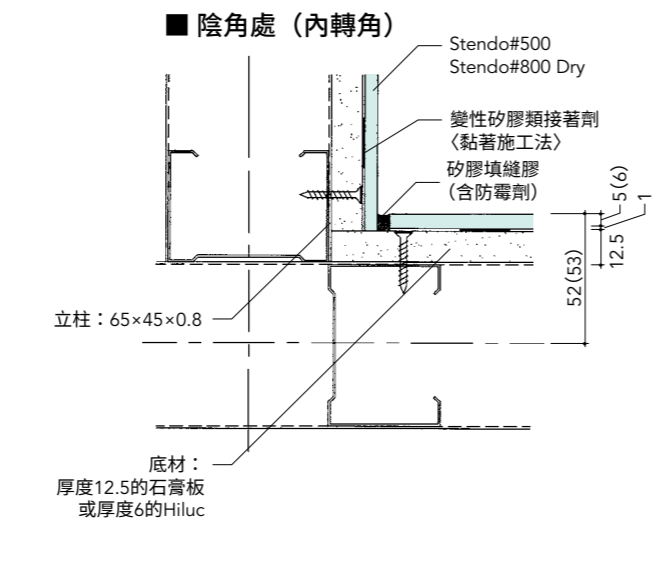 ■ 陰角處（內轉角）
Stendo#500
Stendo#800 Dry
變性矽膠類接著劑
〈黏著施工法〉
矽膠填縫膠
（含防霉劑）
5(6)
1
12.5
52(53)
立柱：65×45×0.8
底材：
厚度12.5的石膏板
或厚度6的Hiluc